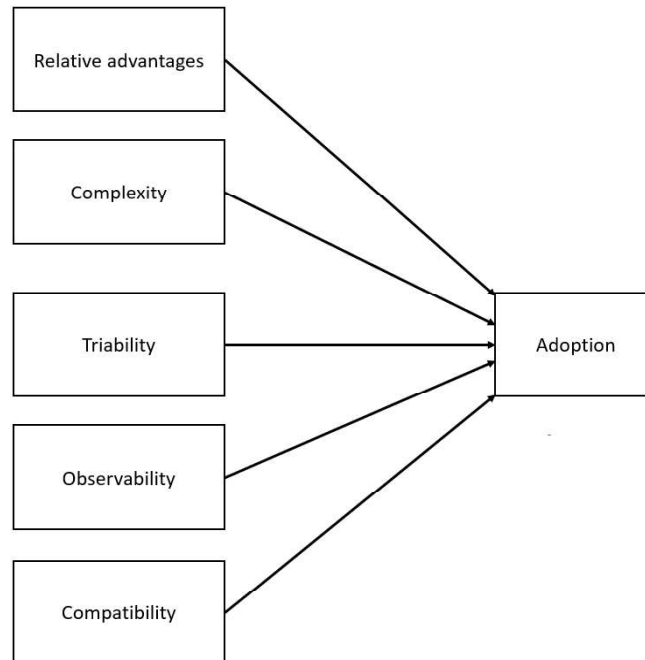 Relative advantages
Complexity
Triability
Adoption
Observability
Compatibility